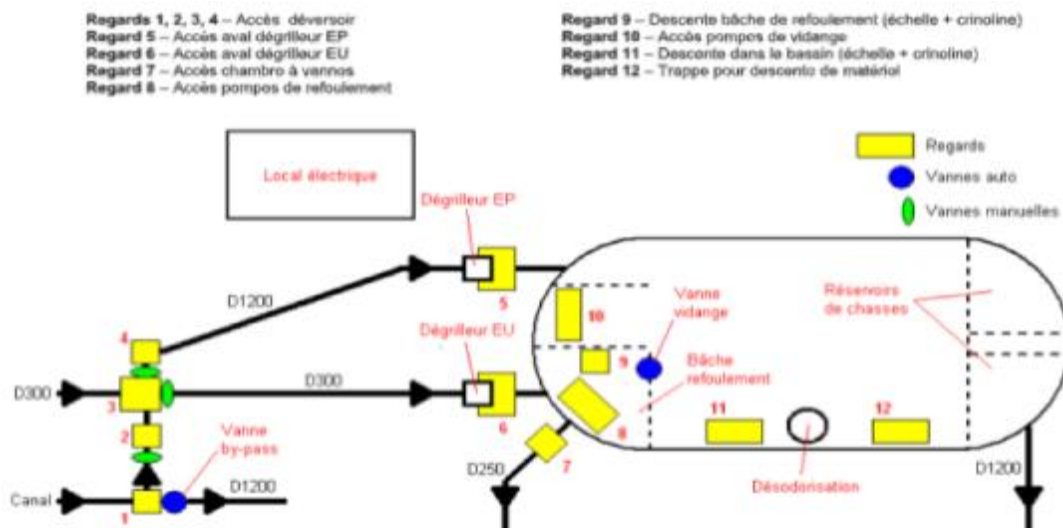 Regards 1, 2, 3, 4 – Accès déversoir
Regard 5 – Accès aval dégrilleur EP
Regard 6 – Accès aval dégrilleur EU
Regard 7 – Accès chambre à vannes
Regard 8 – Accès pompes de refoulement
Regard 9 – Descente bâche de refoulement (échelle + crinoline)
Regard 10 – Accès pompes de vidange
Regard 11 – Descente dans le bassin (échelle + crinoline)
Regard 12 – Trappe pour descente de matériel
Local électrique
Regards
Vannes auto
Vannes manuelles
Dégrilleur EP
5
D1200
10
Vanne
vidange
Réservoirs
de chasses
4
Dégrilleur EU
9
Bâche
refoulement
D300
D300
3
6
8
11
12
2
Vanne
by-pass
7
D250
Désodorisation
D1200
Canal
D1200
1